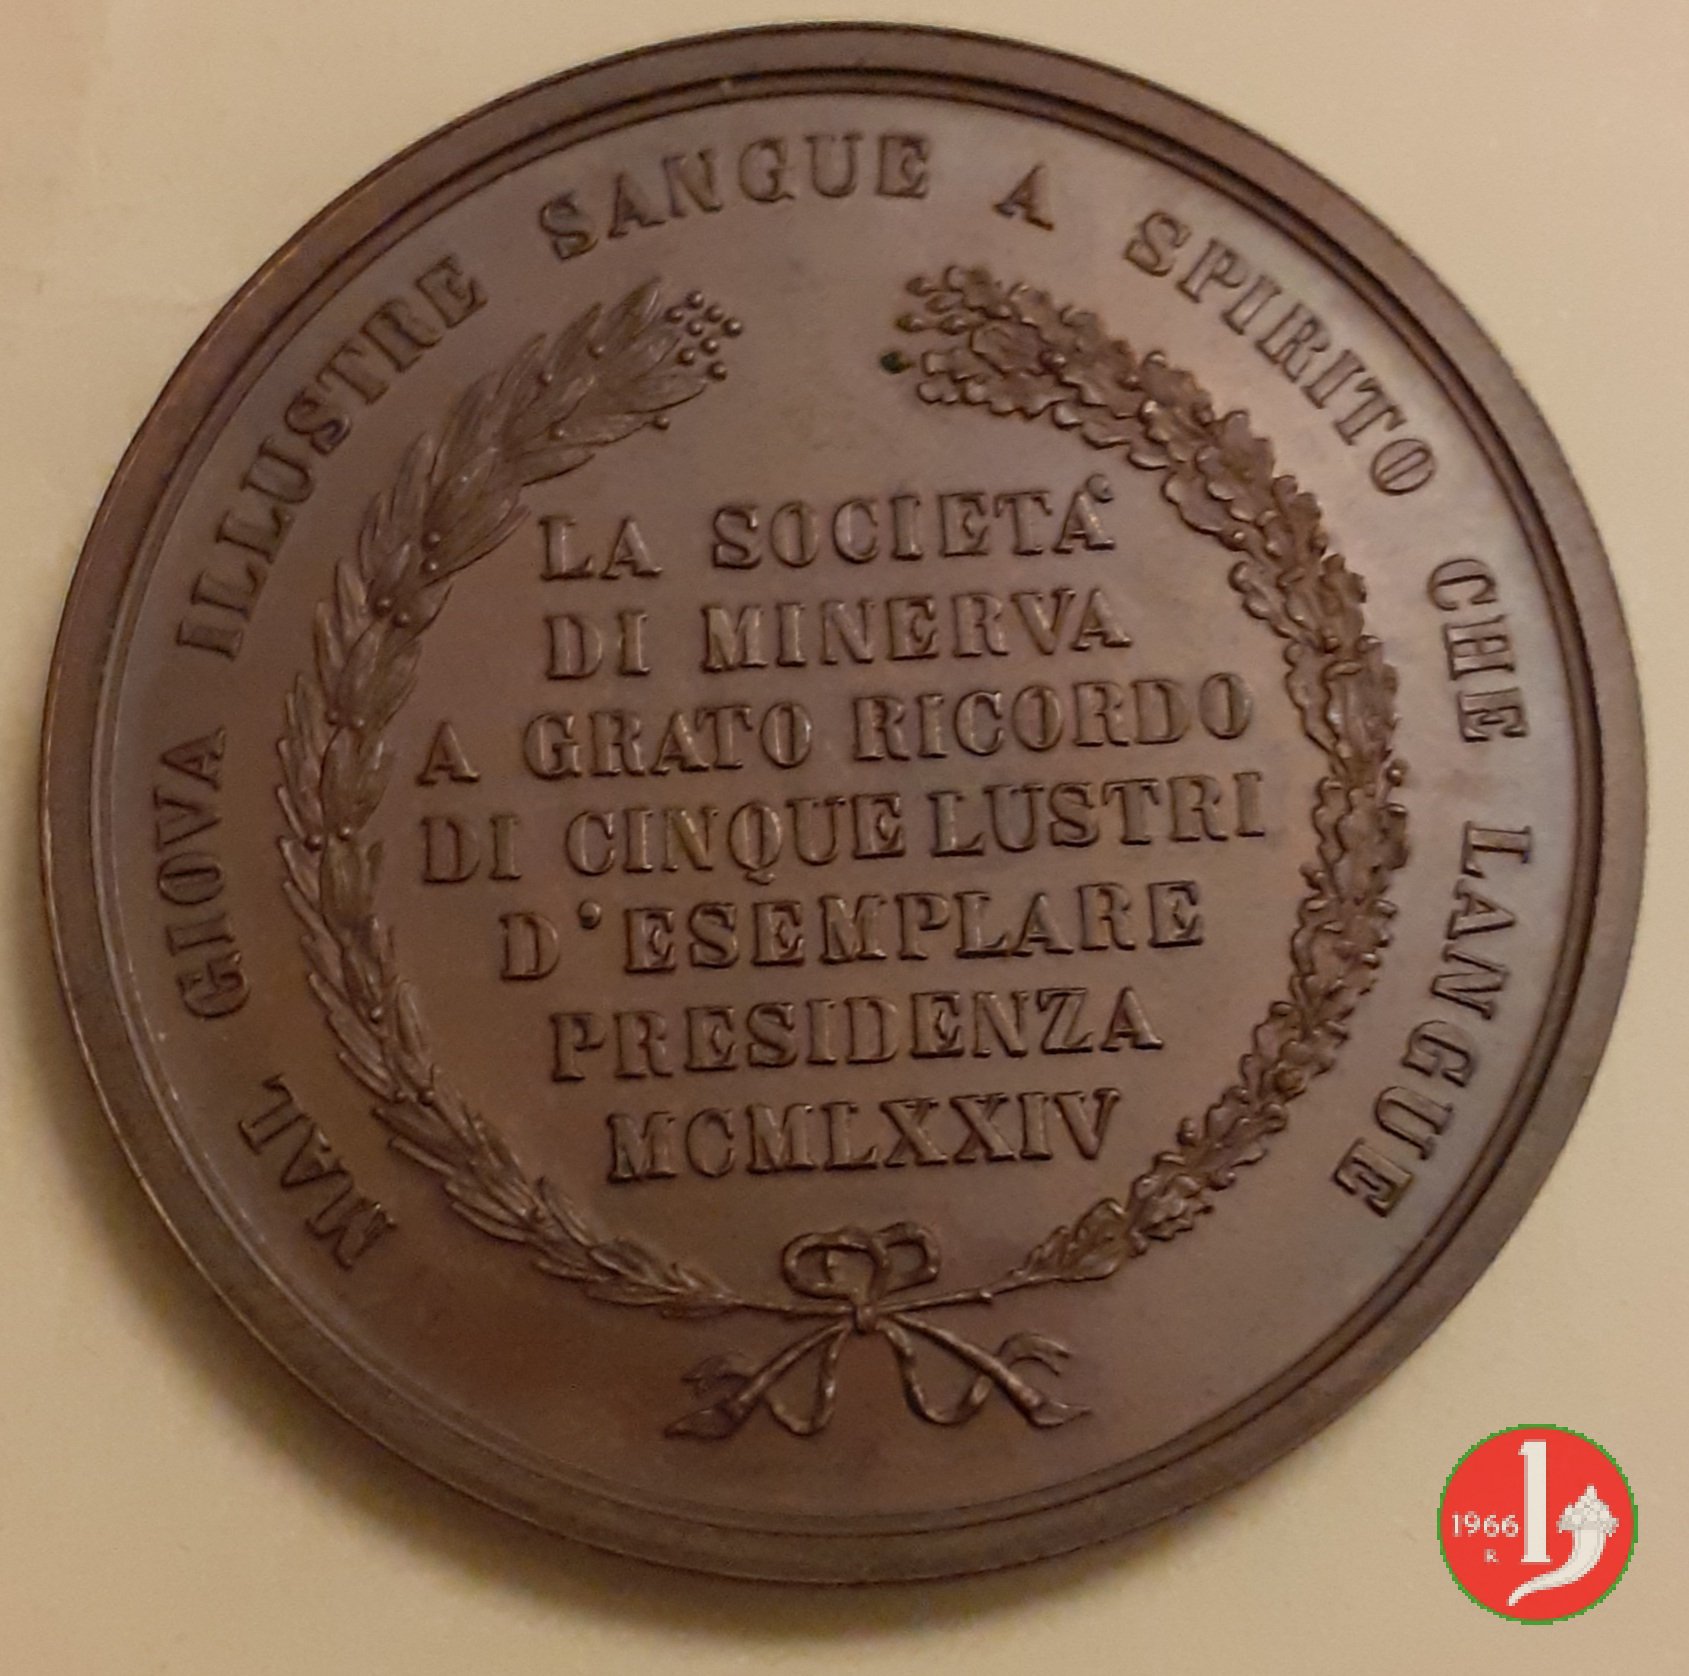 MAL GIOVA ILLUSTRE SANGUE A SPIRITO CHE LANGUE
LA SOCIETÀ
DI MINERVA
A GRATO RICORDO
DI CINQUE LUSTRI
D'ESEMPLARE
PRESIDENZA
MCMLXXIV
1966
R